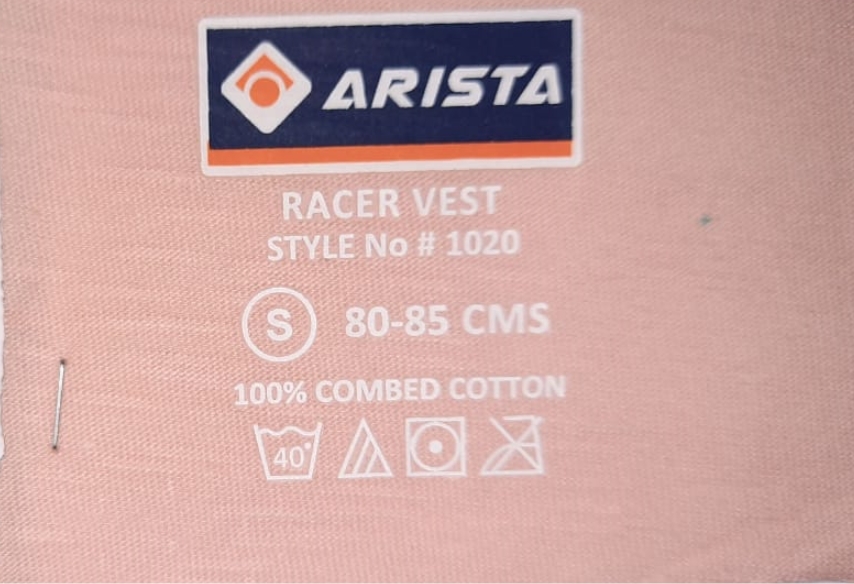 ARISTA
RACER VEST
STYLE No # 1020
S 80-85 CMS
100% COMBED COTTON
40°